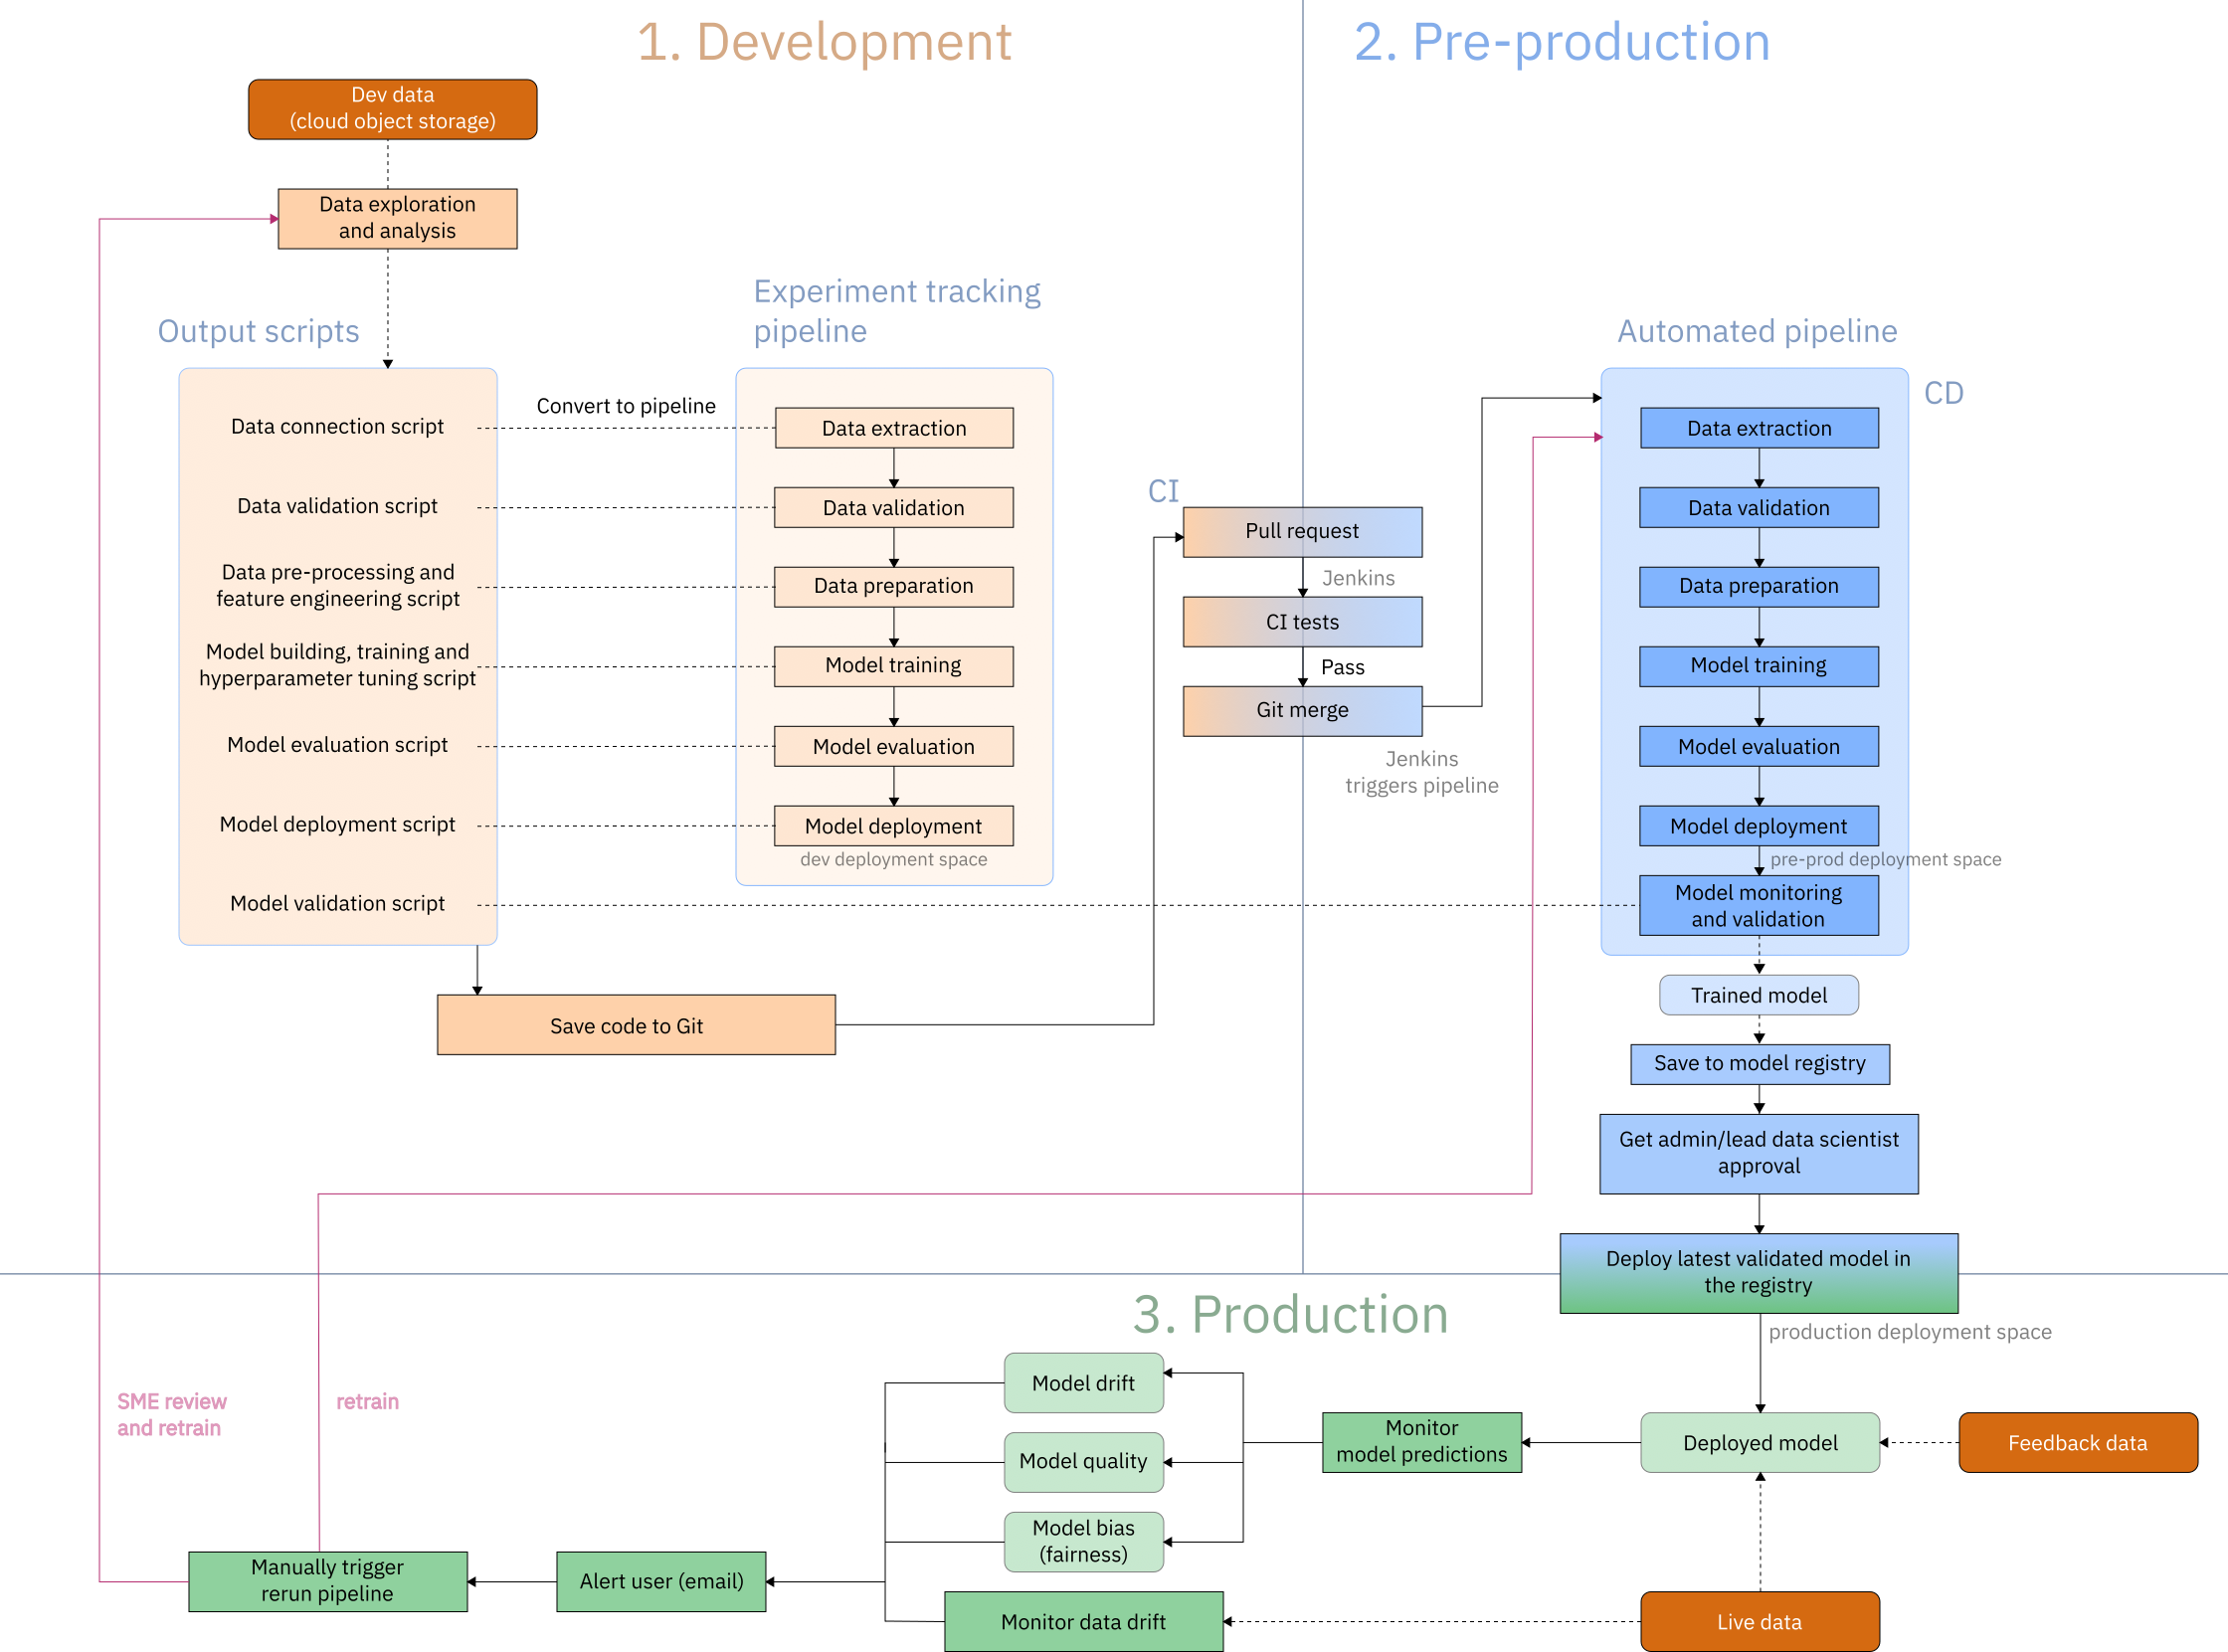 1. Development
2. Pre-production
Dev data
(cloud object storage)
Data exploration
and analysis
Output scripts
Experiment tracking
pipeline
Data connection script
Data validation script
Data pre-processing and
feature engineering script
Model building, training and
hyperparameter tuning script
Model evaluation script
Model deployment script
Model validation script
Convert to pipeline
Data extraction
Data validation
Data preparation
Model training
Model evaluation
Model deployment
dev deployment space
Save code to Git
CI
Pull request
Jenkins
CI tests
Pass
Git merge
Jenkins
triggers pipeline
Automated pipeline
CD
Data extraction
Data validation
Data preparation
Model training
Model evaluation
Model deployment
pre-prod deployment space
Model monitoring
and validation
Trained model
Save to model registry
Get admin/lead data scientist
approval
Deploy latest validated model in
the registry
3. Production
production deployment space
Model drift
Model quality
Model bias
(fairness)
Monitor
model predictions
Deployed model
Feedback data
SME review
and retrain
retrain
Manually trigger
rerun pipeline
Alert user (email)
Monitor data drift
Live data